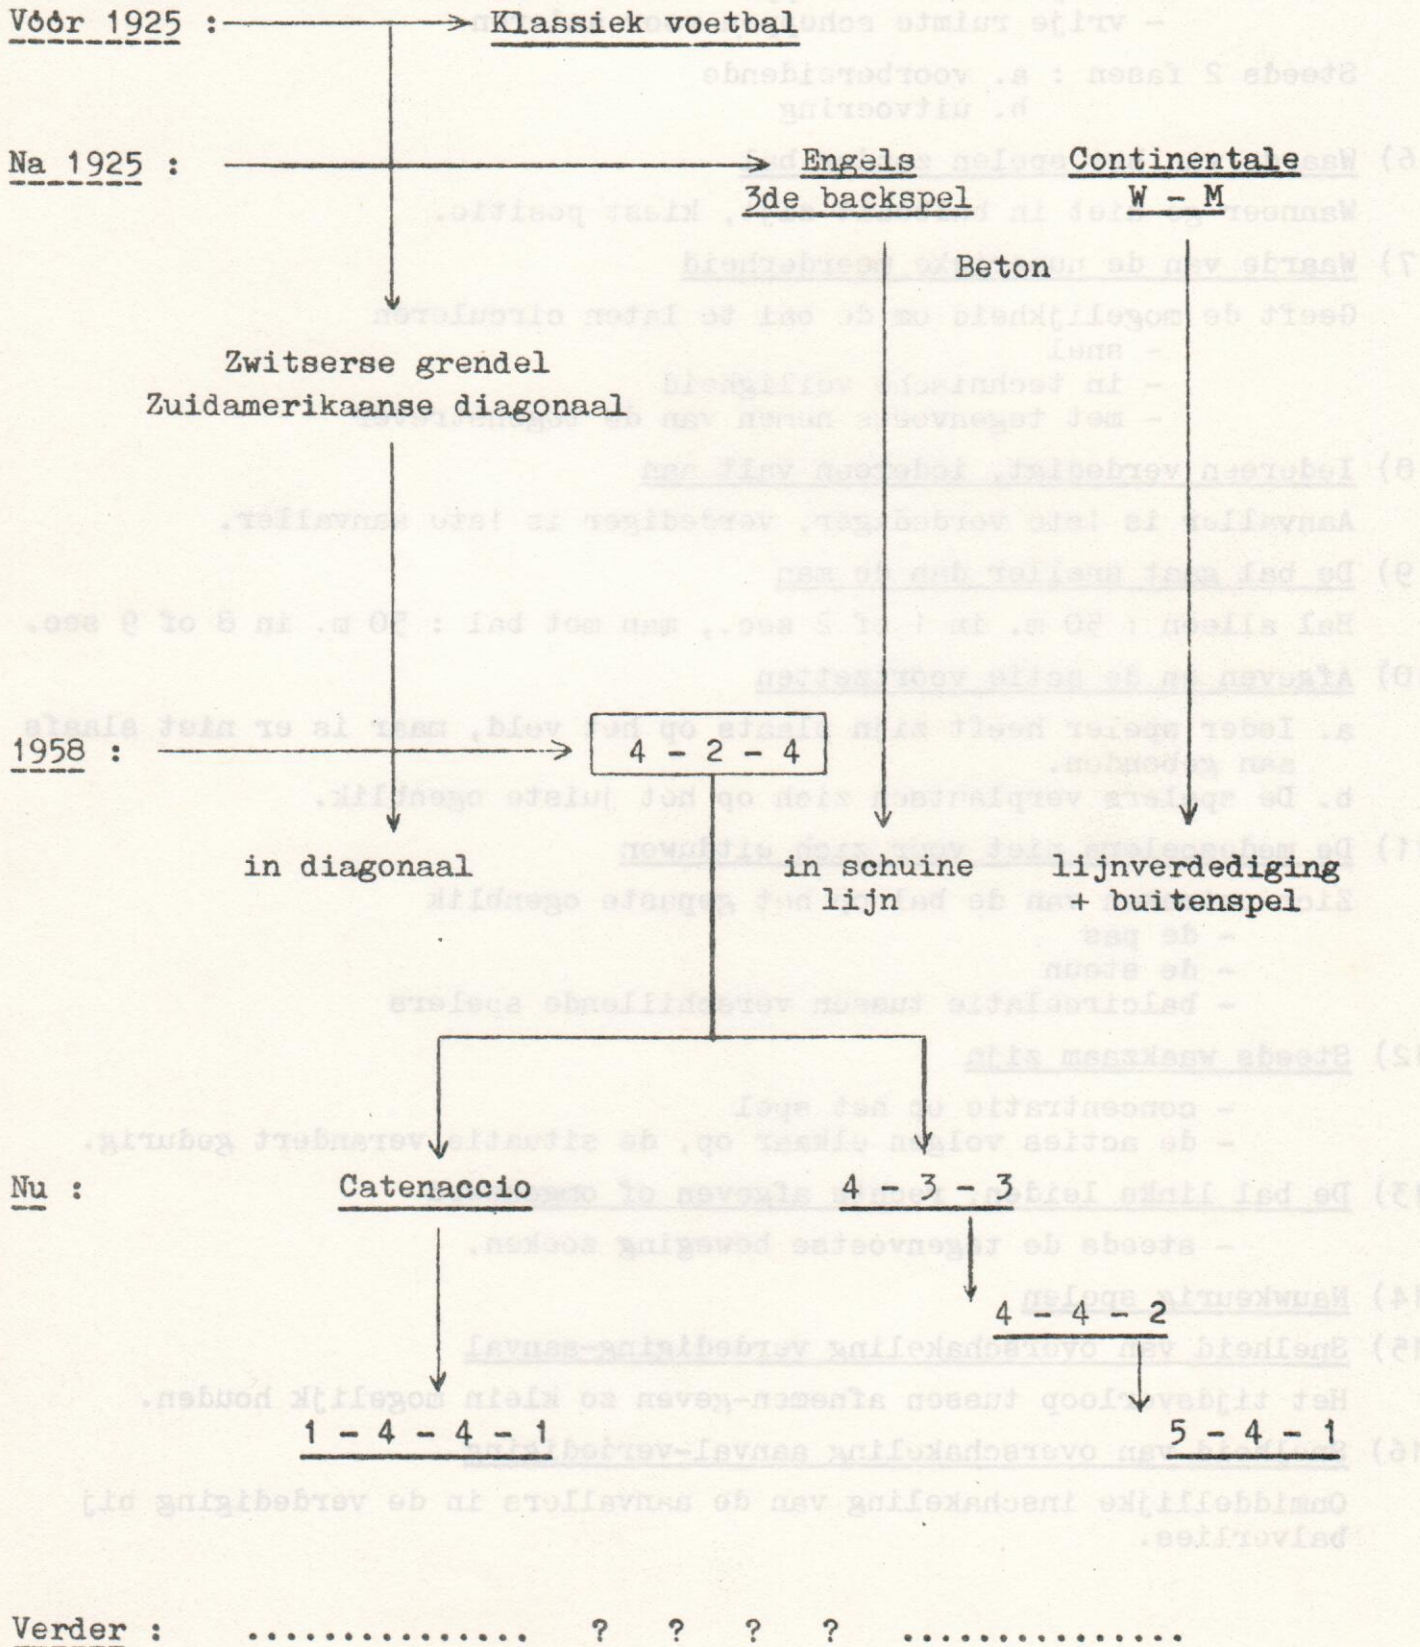 Vóór 1925 : Klassiek voetbal
Na 1925 : Engels Continentale
3de backspel W - M
Beton
Zwitserse grendel
Zuidamerikaanse diagonaal
1958 : 4 - 2 - 4
in diagonaal in schuine lijnverdediging
lijn + buitenspel
Nu : Catenaccio 4 - 3 - 3
4 - 4 - 2
1 - 4 - 4 - 1 5 - 4 - 1
Verder : ............... ? ? ? ? ...............